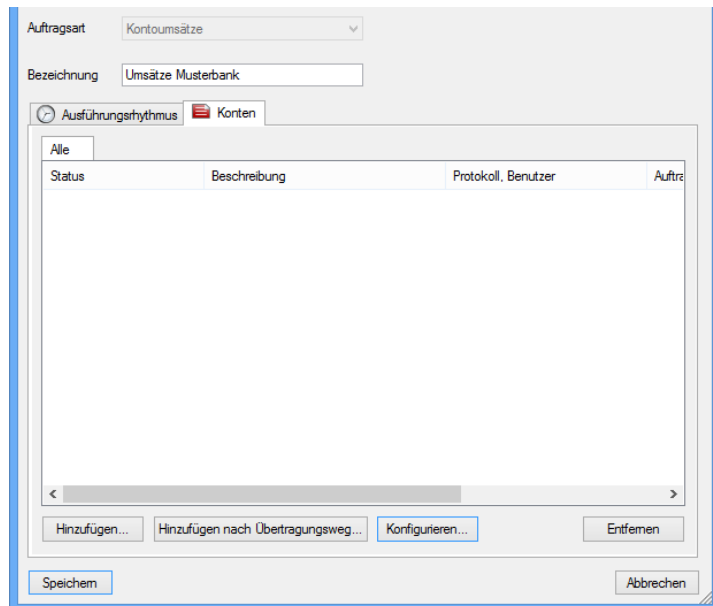 Auftragsart Kontoumsätze
Bezeichnung Umsätze Musterbank
Ausführungsrhythmus Konten
Alle
Status Beschreibung Protokoll, Benutzer Auftra
Hinzufügen... Hinzufügen nach Übertragungsweg... Konfigurieren... Entfernen
Speichern Abbrechen